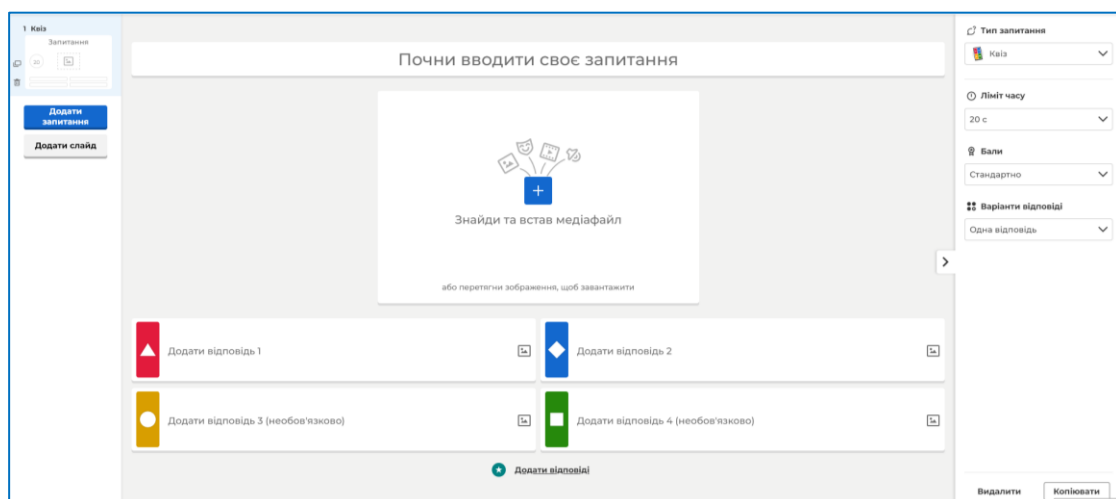 1 Квіз
Запитання
20
Додати
запитання
Додати слайд
Почни вводити своє запитання
Знайди та встав медіафайл
або перетягни зображення, щоб завантажити
Додати відповідь 1
Додати відповідь 2
Додати відповідь 3 (необов'язково)
Додати відповідь 4 (необов'язково)
Додати відповіді
Тип запитання
Квіз
Ліміт часу
20 с
Бали
Стандартно
Варіанти відповіді
Одна відповідь
Видалити
Копіювати